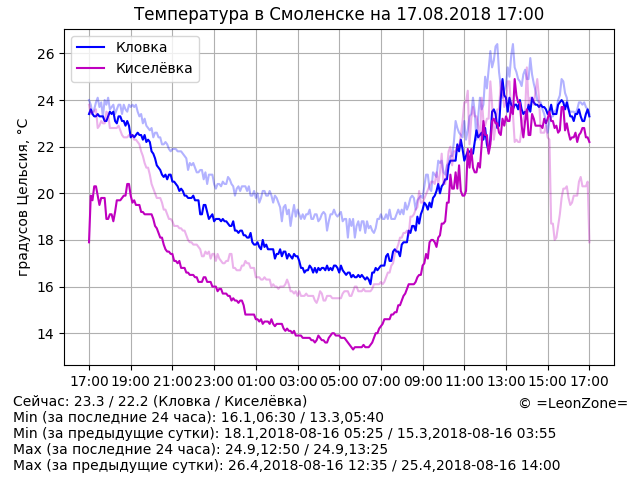 Температура в Смоленске на 17.08.2018 17:00
Кловка
Киселёвка
градусов Цельсия, °C
26
24
22
20
18
16
14
17:00 19:00 21:00 23:00 01:00 03:00 05:00 07:00 09:00 11:00 13:00 15:00 17:00
Сейчас: 23.3 / 22.2 (Кловка / Киселёвка)
© =LeonZone=
Min (за последние 24 часа): 16.1,06:30 / 13.3,05:40
Min (за предыдущие сутки): 18.1,2018-08-16 05:25 / 15.3,2018-08-16 03:55
Max (за последние 24 часа): 24.9,12:50 / 24.9,13:25
Max (за предыдущие сутки): 26.4,2018-08-16 12:35 / 25.4,2018-08-16 14:00